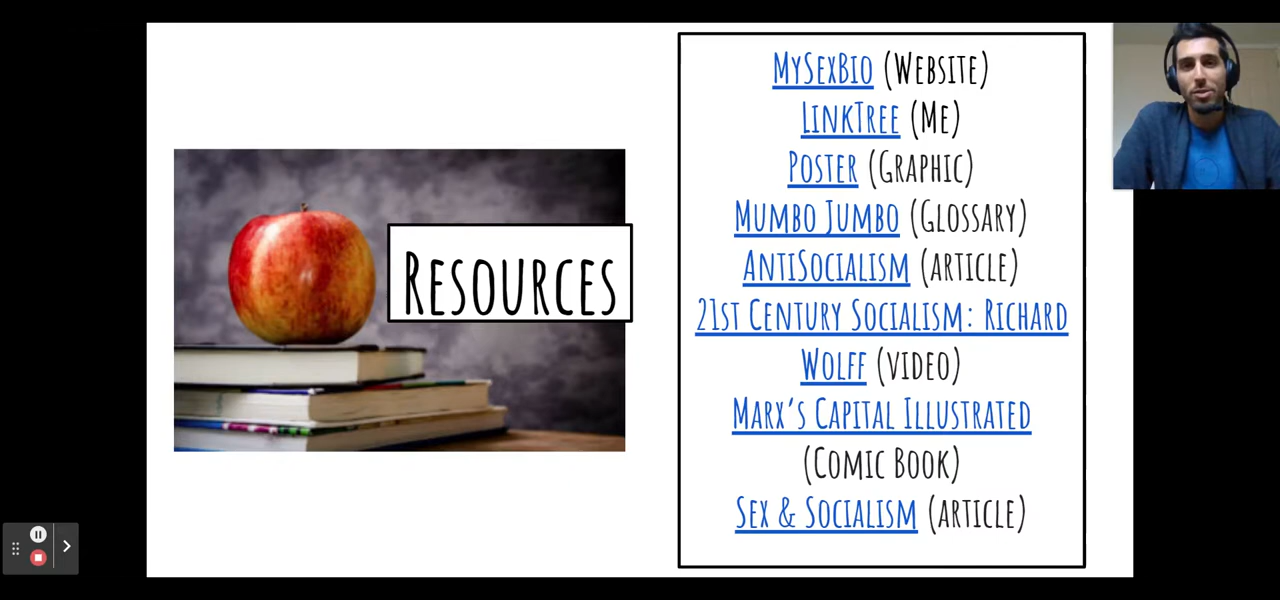 Resources
MySexBio (Website)
LinkTree (Me)
Poster (Graphic)
Mumbo Jumbo (Glossary)
AntiSocialism (article)
21st Century Socialism: Richard
Wolff (video)
Marx's Capital Illustrated
(Comic Book)
Sex & Socialism (article)